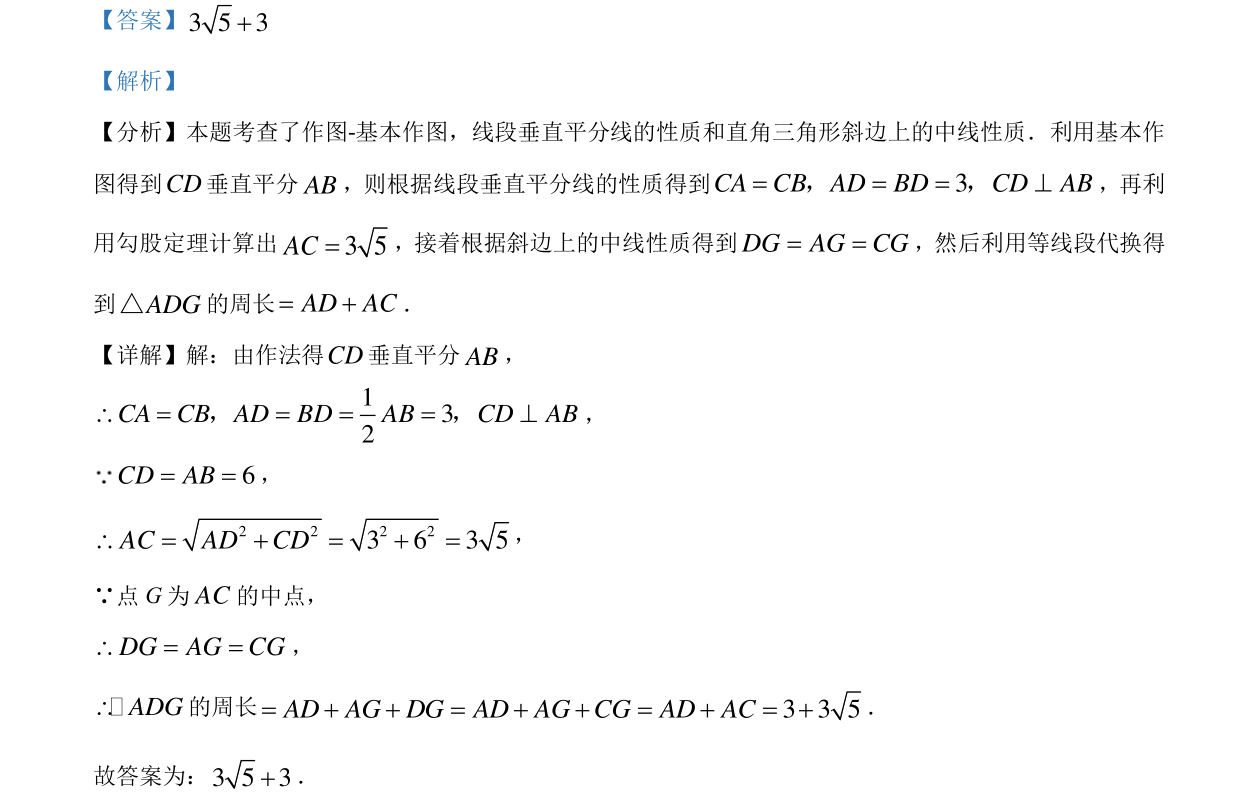 【答案】3√5+3
【解析】
【分析】本题考查了作图-基本作图，线段垂直平分线的性质和直角三角形斜边上的中线性质．利用基本作
图得到CD垂直平分AB，则根据线段垂直平分线的性质得到CA=CB，AD=BD=3，CD⊥AB，再利
用勾股定理计算出AC=3√5，接着根据斜边上的中线性质得到DG=AG=CG，然后利用等线段代换得
到△ADG的周长=AD+AC．
【详解】解：由作法得CD垂直平分AB，
∴CA=CB，AD=BD=1/2AB=3，CD⊥AB，
∵CD=AB=6，
∴AC=√(AD²+CD²)=√(3²+6²)=3√5，
∵点G为AC的中点，
∴DG=AG=CG，
∴□ADG的周长=AD+AG+DG=AD+AG+CG=AD+AC=3+3√5．
故答案为：3√5+3．